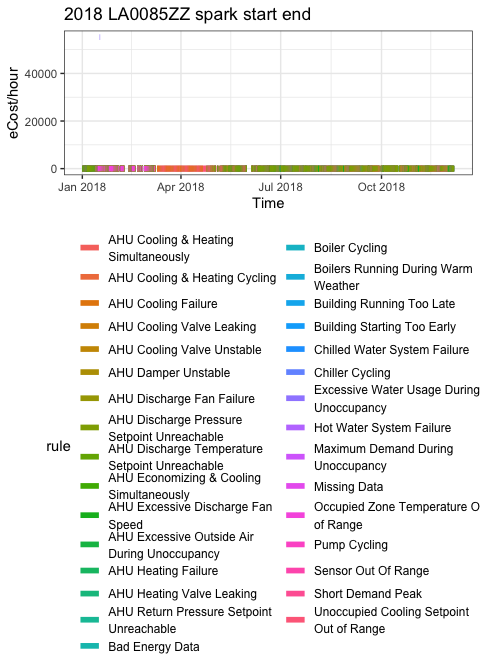 2018 LA0085ZZ spark start end
eCost/hour
40000
20000
0
Jan 2018 Apr 2018 Jul 2018 Oct 2018
Time
rule
AHU Cooling & Heating
Simultaneously
AHU Cooling & Heating Cycling
AHU Cooling Failure
AHU Cooling Valve Leaking
AHU Cooling Valve Unstable
AHU Damper Unstable
AHU Discharge Fan Failure
AHU Discharge Pressure
Setpoint Unreachable
AHU Discharge Temperature
Setpoint Unreachable
AHU Economizing & Cooling
Simultaneously
AHU Excessive Discharge Fan
Speed
AHU Excessive Outside Air
During Unoccupancy
AHU Heating Failure
AHU Heating Valve Leaking
AHU Return Pressure Setpoint
Unreachable
Bad Energy Data
Boiler Cycling
Boilers Running During Warm
Weather
Building Running Too Late
Building Starting Too Early
Chilled Water System Failure
Chiller Cycling
Excessive Water Usage During
Unoccupancy
Hot Water System Failure
Maximum Demand During
Unoccupancy
Missing Data
Occupied Zone Temperature O
of Range
Pump Cycling
Sensor Out Of Range
Short Demand Peak
Unoccupied Cooling Setpoint
Out of Range